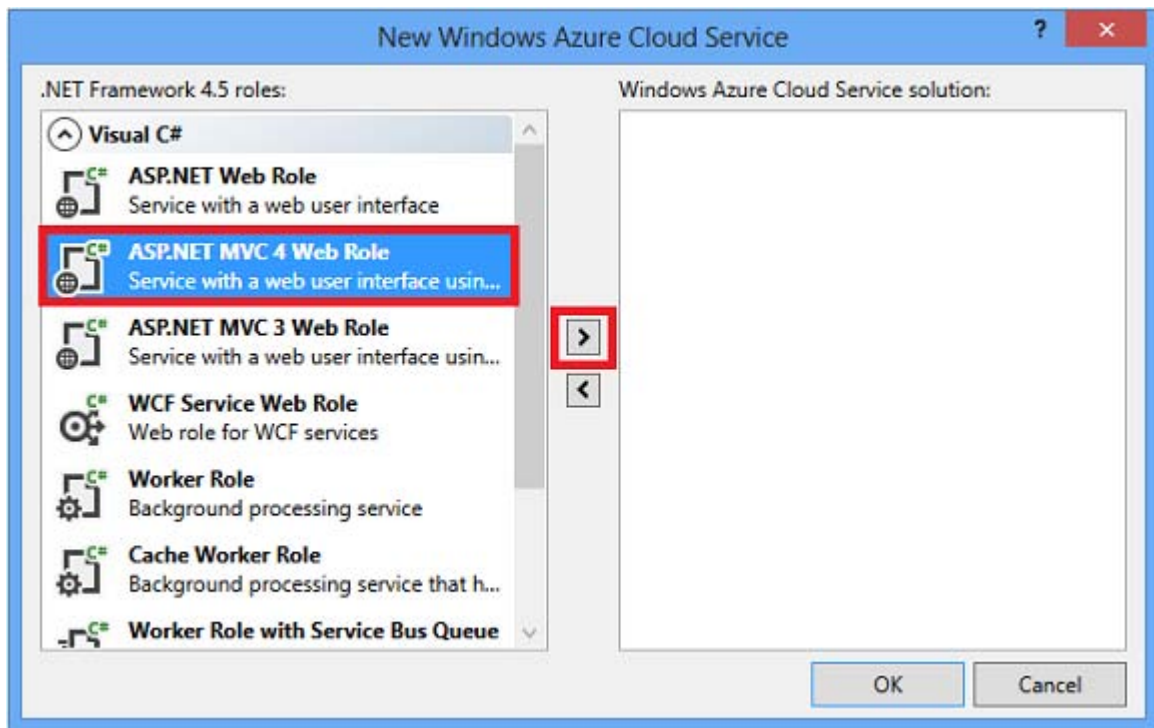 New Windows Azure Cloud Service
?
.NET Framework 4.5 roles:
Windows Azure Cloud Service solution:
Visual C#
C#
ASP.NET Web Role
Service with a web user interface
C#
ASP.NET MVC 4 Web Role
Service with a web user interface usin...
C#
ASP.NET MVC 3 Web Role
Service with a web user interface usin...
C#
WCF Service Web Role
Web role for WCF services
C#
Worker Role
Background processing service
C#
Cache Worker Role
Background processing service that h...
C#
Worker Role with Service Bus Queue
OK
Cancel